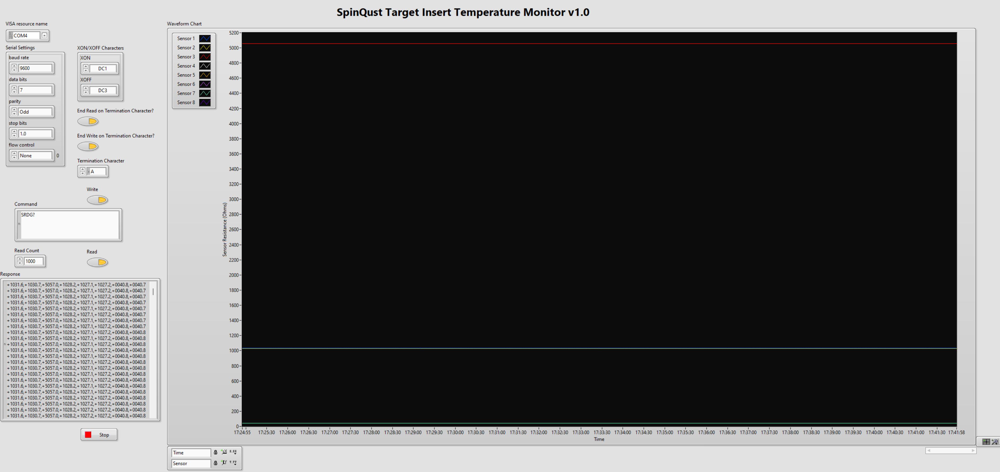 SpinQust Target Insert Temperature Monitor v1.0
VISA resource name
COM4
Serial Settings
baud rate
9600
data bits
7
parity
Odd
stop bits
1.0
flow control
None 0
XON/XOFF Characters
XON
DC1
XOFF
DC3
End Read on Termination Character?
End Write on Termination Character?
Termination Character
x A
Write
Command
SRDG?
n
Read Count
1000
Read
Response
+1031.6,+1030.7,+5057.0,+1028.2,+1027.1,+1027.2,+0040.8,+0040.7
+1031.6,+1030.7,+5057.0,+1028.2,+1027.1,+1027.2,+0040.8,+0040.7
+1031.6,+1030.7,+5057.0,+1028.2,+1027.1,+1027.2,+0040.8,+0040.7
+1031.6,+1030.7,+5057.0,+1028.2,+1027.1,+1027.2,+0040.8,+0040.7
+1031.6,+1030.7,+5057.0,+1028.2,+1027.1,+1027.2,+0040.8,+0040.7
+1031.6,+1030.7,+5057.0,+1028.2,+1027.1,+1027.2,+0040.8,+0040.7
+1031.6,+1030.7,+5057.0,+1028.2,+1027.1,+1027.2,+0040.8,+0040.7
+1031.6,+1030.7,+5057.0,+1028.2,+1027.1,+1027.2,+0040.8,+0040.7
+1031.6,+1030.7,+5057.0,+1028.2,+1027.1,+1027.2,+0040.8,+0040.8
+1031.6,+1030.7,+5057.0,+1028.2,+1027.1,+1027.2,+0040.8,+0040.8
n +1031.6,+1030.7,+5057.0,+1028.2,+1027.1,+1027.2,+0040.8,+0040.8
+1031.6,+1030.7,+5057.0,+1028.2,+1027.1,+1027.2,+0040.8,+0040.8
+1031.6,+1030.7,+5057.0,+1028.2,+1027.1,+1027.2,+0040.8,+0040.8
+1031.6,+1030.7,+5057.0,+1028.2,+1027.1,+1027.2,+0040.8,+0040.8
+1031.6,+1030.7,+5057.0,+1028.2,+1027.1,+1027.2,+0040.8,+0040.8
+1031.6,+1030.7,+5057.0,+1028.2,+1027.1,+1027.2,+0040.8,+0040.8
+1031.6,+1030.7,+5057.0,+1028.2,+1027.1,+1027.2,+0040.8,+0040.8
+1031.6,+1030.7,+5057.0,+1028.2,+1027.1,+1027.2,+0040.8,+0040.8
+1031.6,+1030.7,+5057.0,+1028.2,+1027.1,+1027.2,+0040.8,+0040.8
+1031.6,+1030.7,+5057.0,+1028.2,+1027.2,+1027.2,+0040.8,+0040.8
+1031.6,+1030.7,+5057.0,+1028.2,+1027.2,+1027.2,+0040.8,+0040.8
+1031.6,+1030.7,+5057.0,+1028.2,+1027.2,+1027.2,+0040.8,+0040.8
+1031.6,+1030.7,+5057.0,+1028.2,+1027.2,+1027.2,+0040.8,+0040.8
Stop
Waveform Chart
Sensor 1
Sensor 2
Sensor 3
Sensor 4
Sensor 5
Sensor 6
Sensor 7
Sensor 8
Sensor Resistance (Ohms)
5200
5000
4800
4600
4400
4200
4000
3800
3600
3400
3200
3000
2800
2600
2400
2200
2000
1800
1600
1400
1200
1000
800
600
400
200
0
17:24:55 17:25:30 17:26:00 17:26:30 17:27:00 17:27:30 17:28:00 17:28:30 17:29:00 17:29:30 17:30:00 17:30:30 17:31:00 17:31:30 17:32:00 17:32:30 17:33:00 17:33:30 17:34:00 17:34:30 17:35:00 17:35:30 17:36:00 17:36:30 17:37:00 17:37:30 17:38:00 17:38:30 17:39:00 17:39:30 17:40:00 17:40:30 17:41:00 17:41:30 17:41:58
Time
Time X X.XX
Sensor Y Y.YY